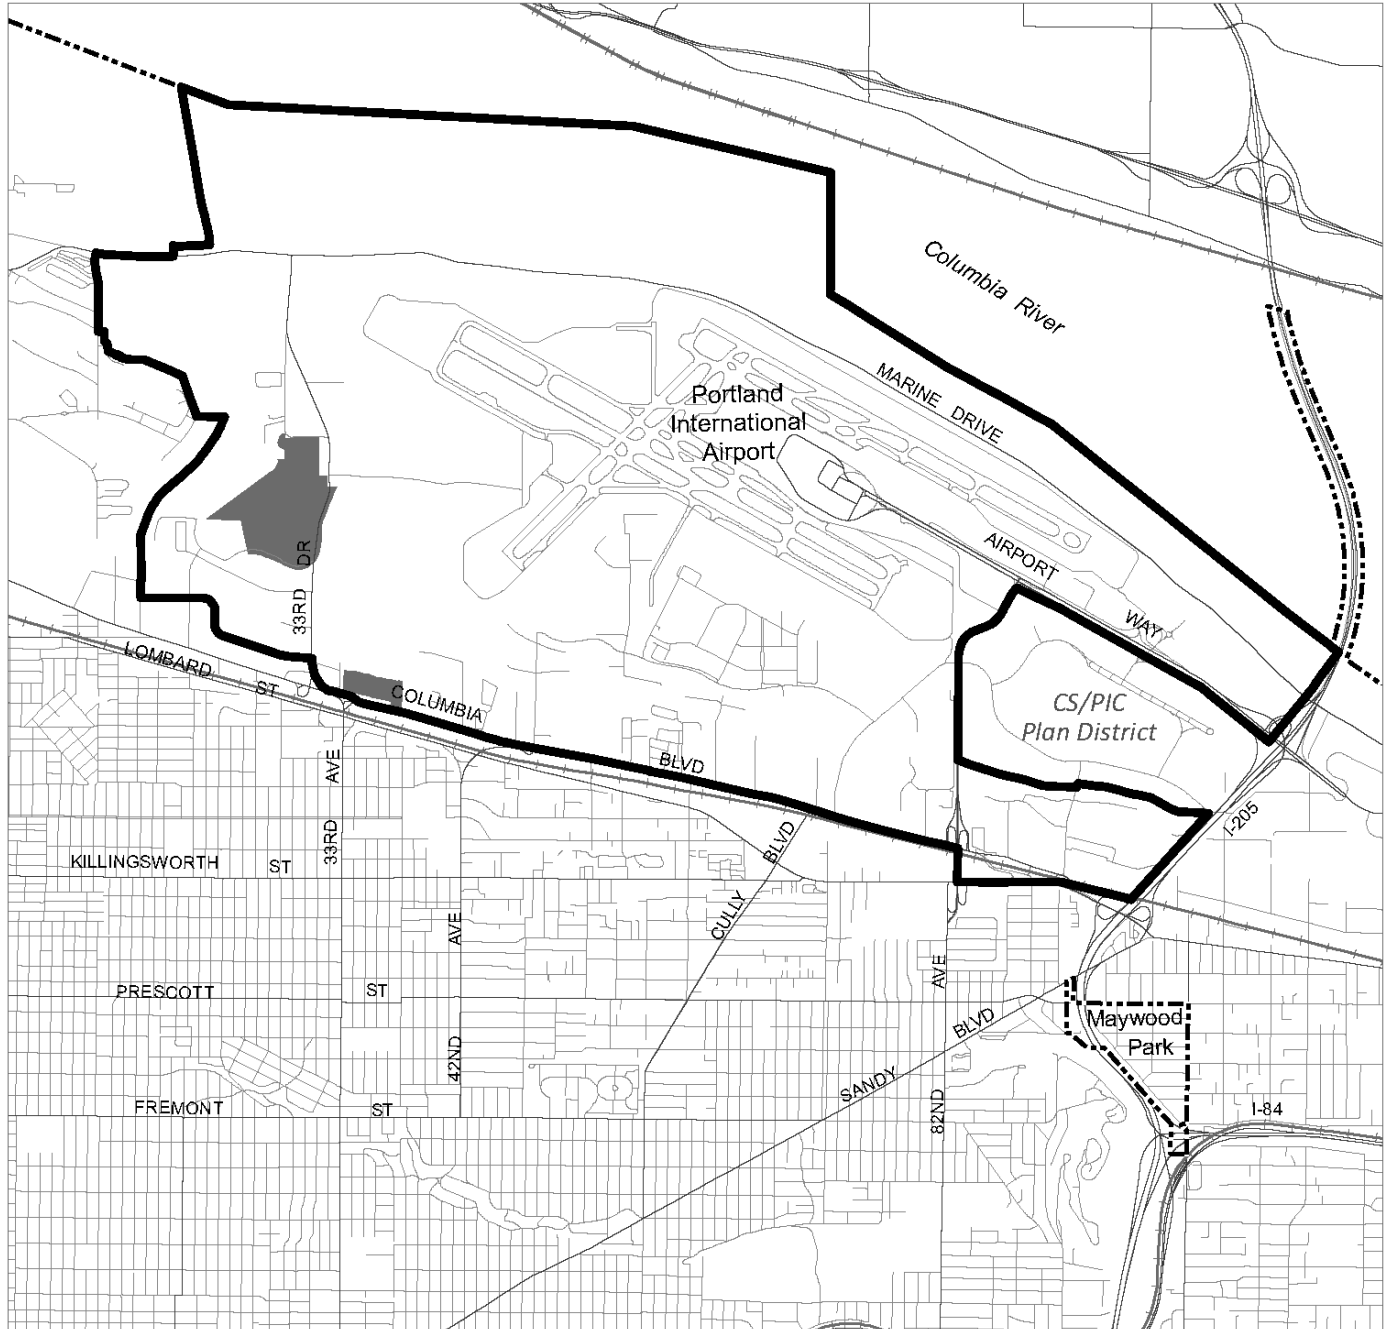 Columbia River
MARINE DRIVE
Portland
International
Airport
AIRPORT
WAY
33RD
DR
LOMBARD
ST
COLUMBIA
BLVD
CS/PIC
Plan District
I-205
33RD
AVE
KILLINGSWORTH
ST
CULLY
BLVD
42ND
AVE
82ND
AVE
PRESCOTT
ST
SANDY
BLVD
Maywood
Park
FREMONT
ST
I-84